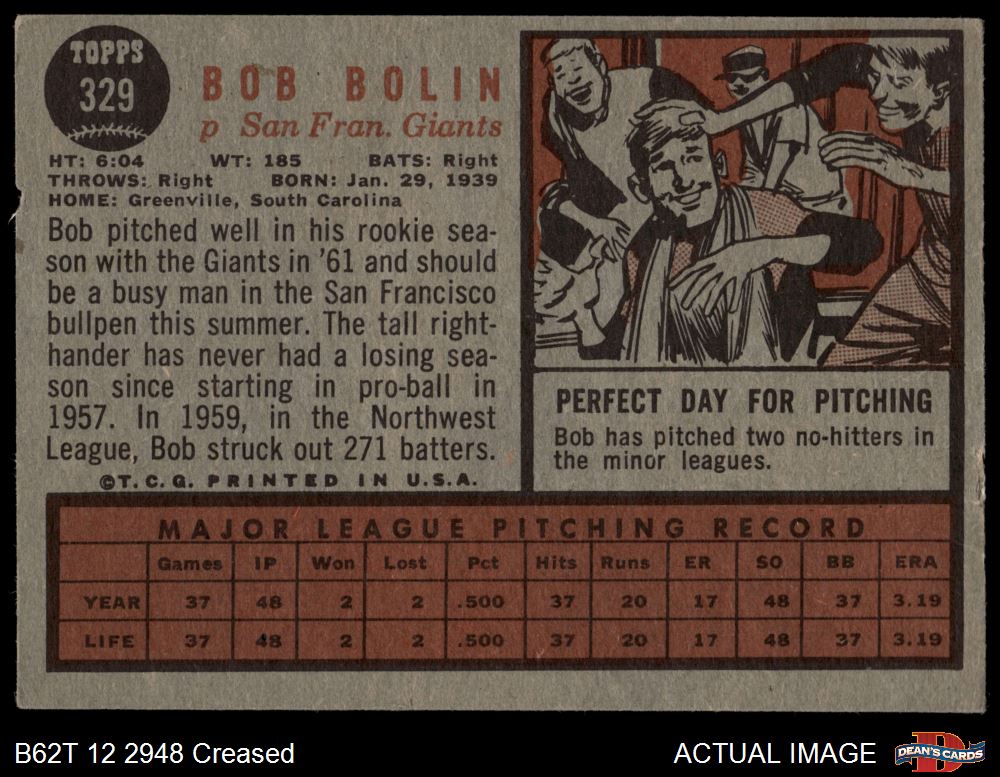 TOPPS
329
BOB BOLIN
p San Fran. Giants
HT: 6:04 WT: 185 BATS: Right
THROWS: Right BORN: Jan. 29, 1939
HOME: Greenville, South Carolina
Bob pitched well in his rookie sea-
son with the Giants in '61 and should
be a busy man in the San Francisco
bullpen this summer. The tall right-
hander has never had a losing sea-
son since starting in pro-ball in
1957. In 1959, in the Northwest
League, Bob struck out 271 batters.
©T.C.G. PRINTED IN U.S.A.
PERFECT DAY FOR PITCHING
Bob has pitched two no-hitters in
the minor leagues.
MAJOR LEAGUE PITCHING RECORD
Games IP Won Lost Pct Hits Runs ER SO BB ERA
YEAR 37 48 2 2 .500 37 20 17 48 37 3.19
LIFE 37 48 2 2 .500 37 20 17 48 37 3.19
B62T 12 2948 Creased
ACTUAL IMAGE
DEAN'S CARDS